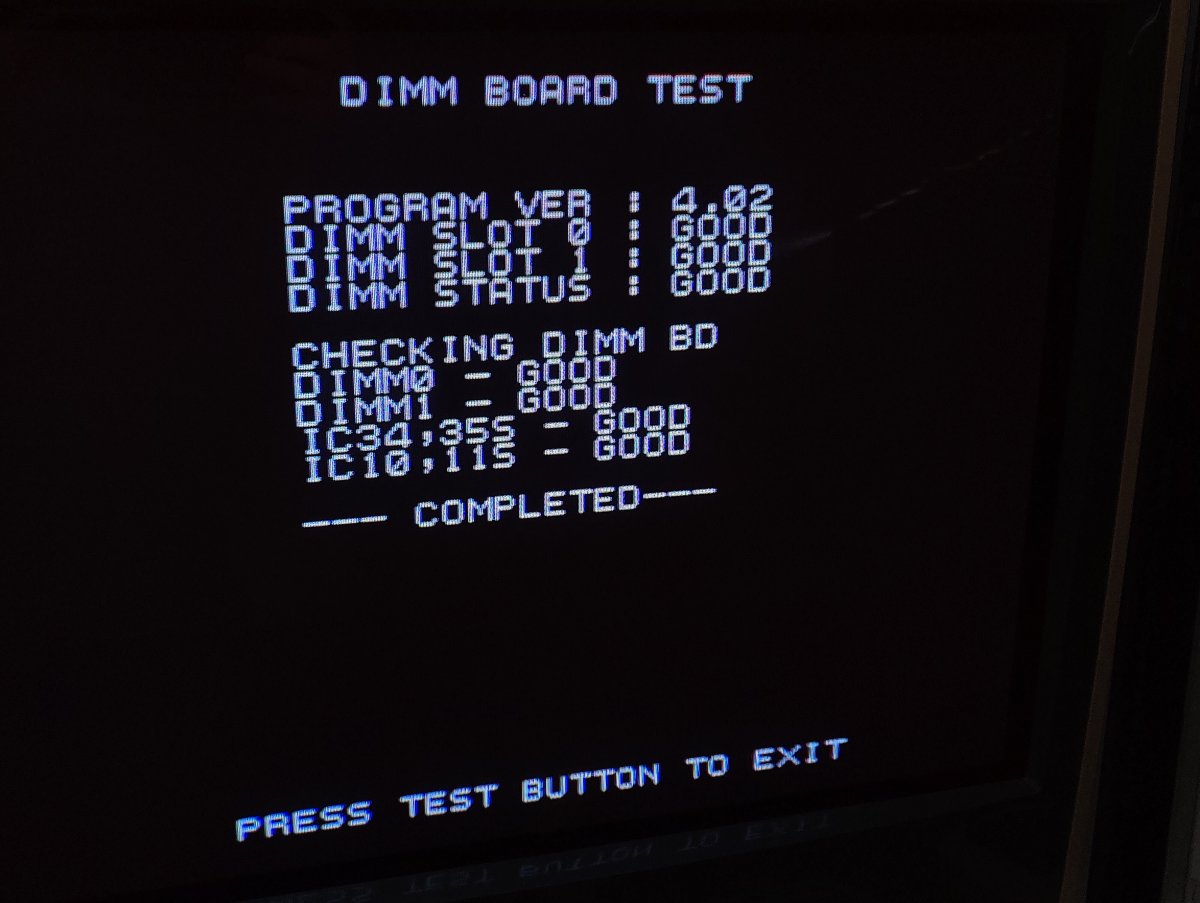 DIMM BOARD TEST
PROGRAM VER : 4.02
DIMM SLOT 0 : GOOD
DIMM SLOT 1 : GOOD
DIMM STATUS : GOOD
CHECKING DIMM BD
DIMM0 - GOOD
DIMM1 - GOOD
IC34,35S - GOOD
IC10,11S - GOOD
--- COMPLETED---
PRESS TEST BUTTON TO EXIT